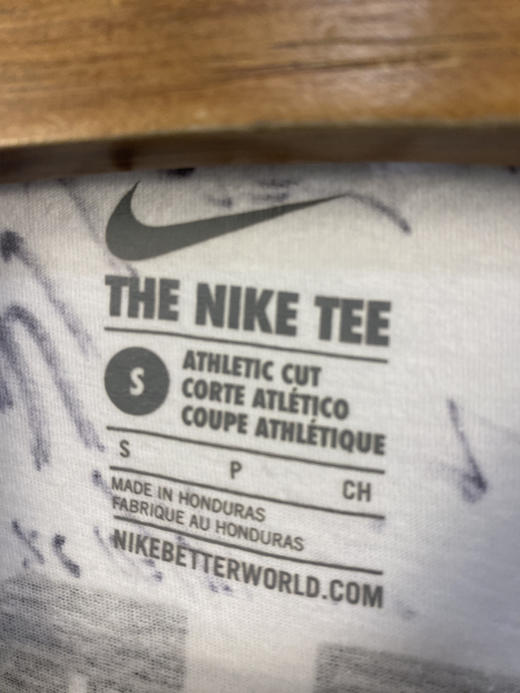 THE NIKE TEE
S
ATHLETIC CUT
CORTE ATLÉTICO
COUPE ATHLÉTIQUE
S P CH
MADE IN HONDURAS
FABRIQUE AU HONDURAS
NIKEBETTERWORLD.COM